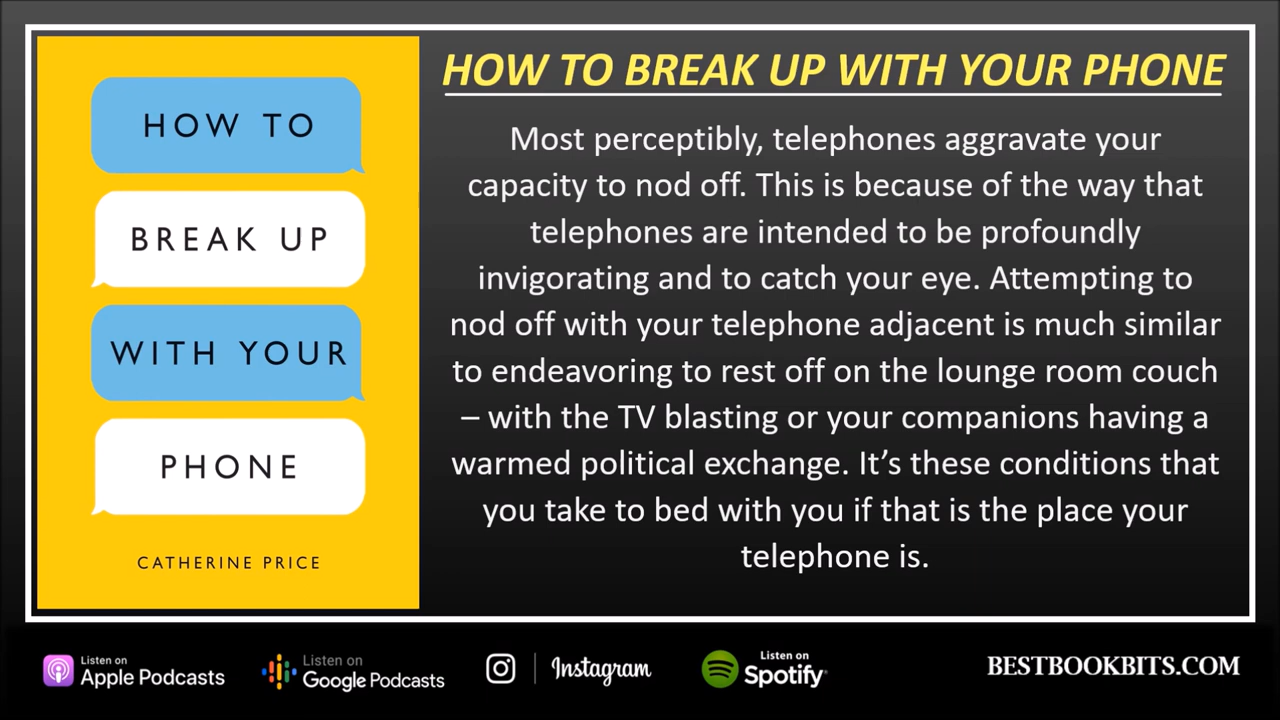 HOW TO
BREAK UP
WITH YOUR
PHONE
CATHERINE PRICE
HOW TO BREAK UP WITH YOUR PHONE
Most perceptibly, telephones aggravate your
capacity to nod off. This is because of the way that
telephones are intended to be profoundly
invigorating and to catch your eye. Attempting to
nod off with your telephone adjacent is much similar
to endeavoring to rest off on the lounge room couch
– with the TV blasting or your companions having a
warmed political exchange. It’s these conditions that
you take to bed with you if that is the place your
telephone is.
Listen on
Apple Podcasts
Listen on
Google Podcasts
Instagram
Listen on
Spotify
BESTBOOKBITS.COM